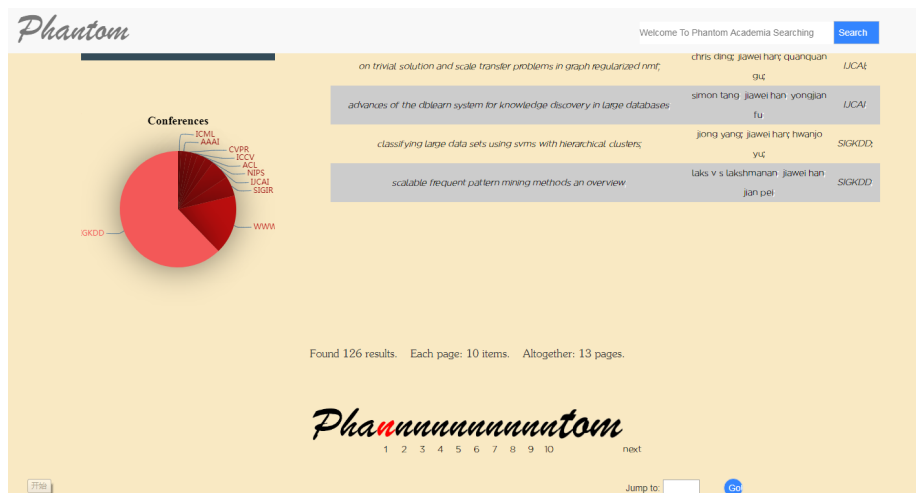 Phantom
Welcome To Phantom Academia Searching Search
on trivial solution and scale transfer problems in graph regularized nmf; chris ding; jiawei han; quanquan gu; IJCAI;
advances of the dblearn system for knowledge discovery in large databases simon tang jiawei han yongjian fu IJCAI
classifying large data sets using svms with hierarchical clusters; jiong yang; jiawei han; hwanjo yu; SIGKDD;
scalable frequent pattern mining methods an overview laks v s lakshmanan jiawei han jian pei SIGKDD
Conferences
ICML
AAAI
CVPR
ICCV
ACL
NIPS
IJCAI
SIGIR
WWW
IGKDD
Found 126 results. Each page: 10 items. Altogether: 13 pages.
Phannnnnnnnnntom
1 2 3 4 5 6 7 8 9 10 next
开始
Jump to: Go